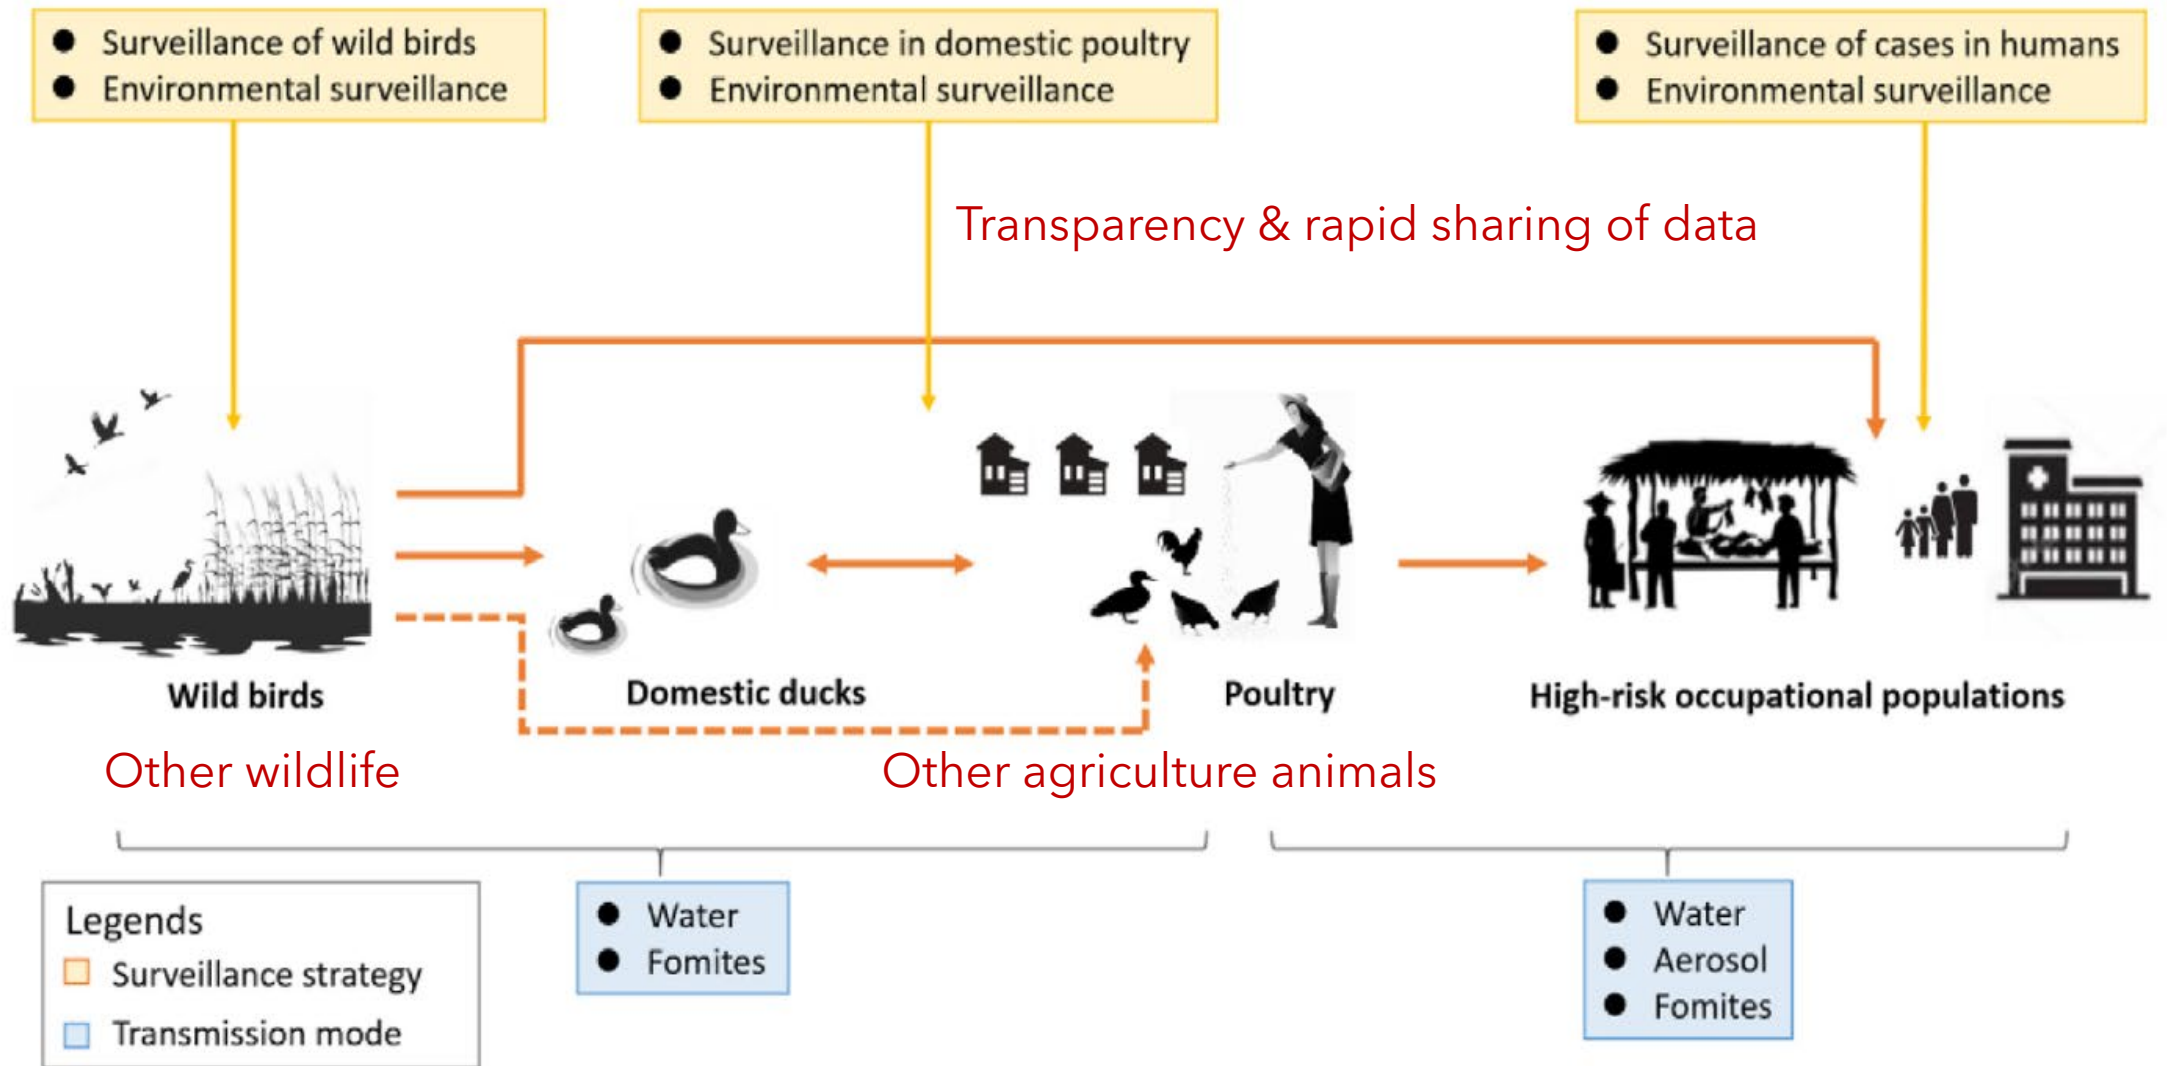 ● Surveillance of wild birds
● Environmental surveillance
● Surveillance in domestic poultry
● Environmental surveillance
● Surveillance of cases in humans
● Environmental surveillance
Transparency & rapid sharing of data
Wild birds
Domestic ducks
Poultry
High-risk occupational populations
Other wildlife
Other agriculture animals
Legends
Surveillance strategy
Transmission mode
● Water
● Fomites
● Water
● Aerosol
● Fomites